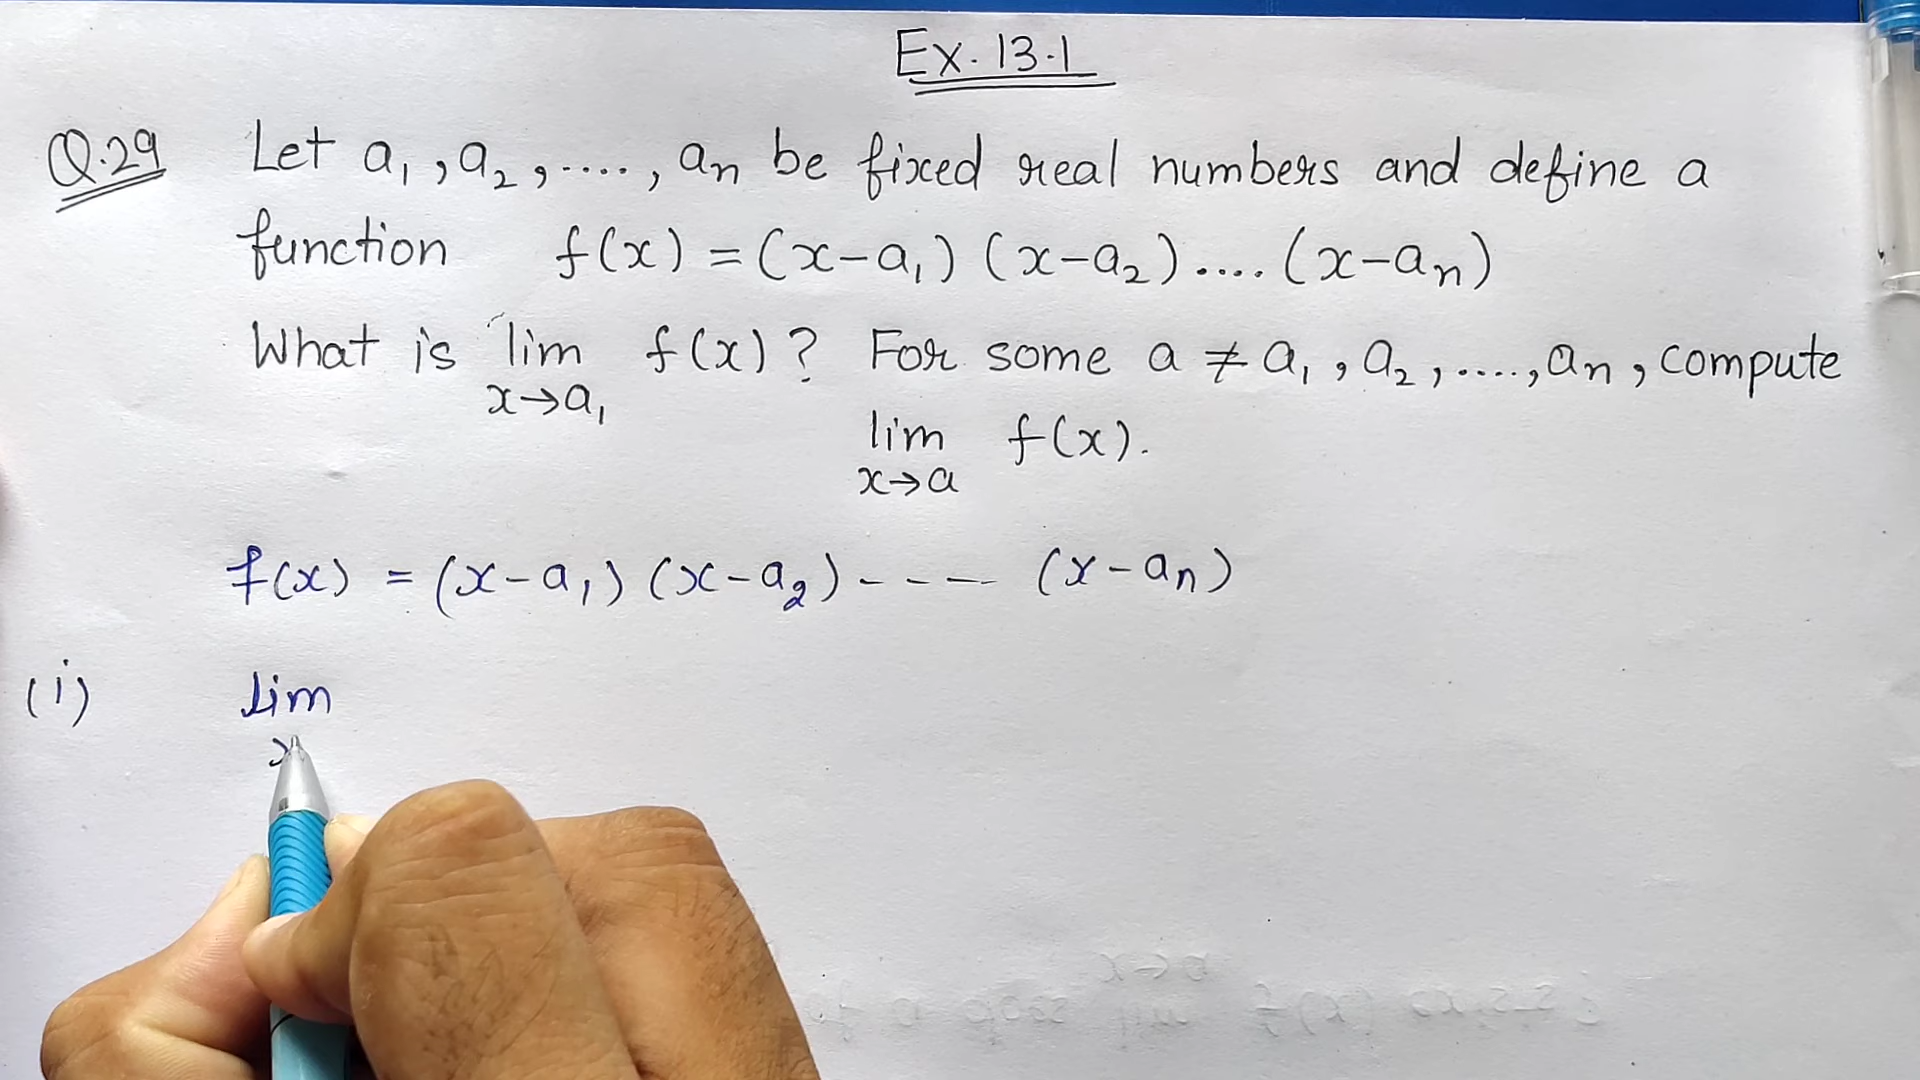 Ex. 13.1
Q.29 Let a₁, a₂, ...., aₙ be fixed real numbers and define a
function f(x) = (x-a₁) (x-a₂) .... (x-aₙ)
What is lim f(x)? For some a ≠ a₁, a₂, ...., aₙ, compute
x→a₁
lim f(x).
x→a
f(x) = (x-a₁) (x-a₂) ---- (x-aₙ)
(i) lim
x